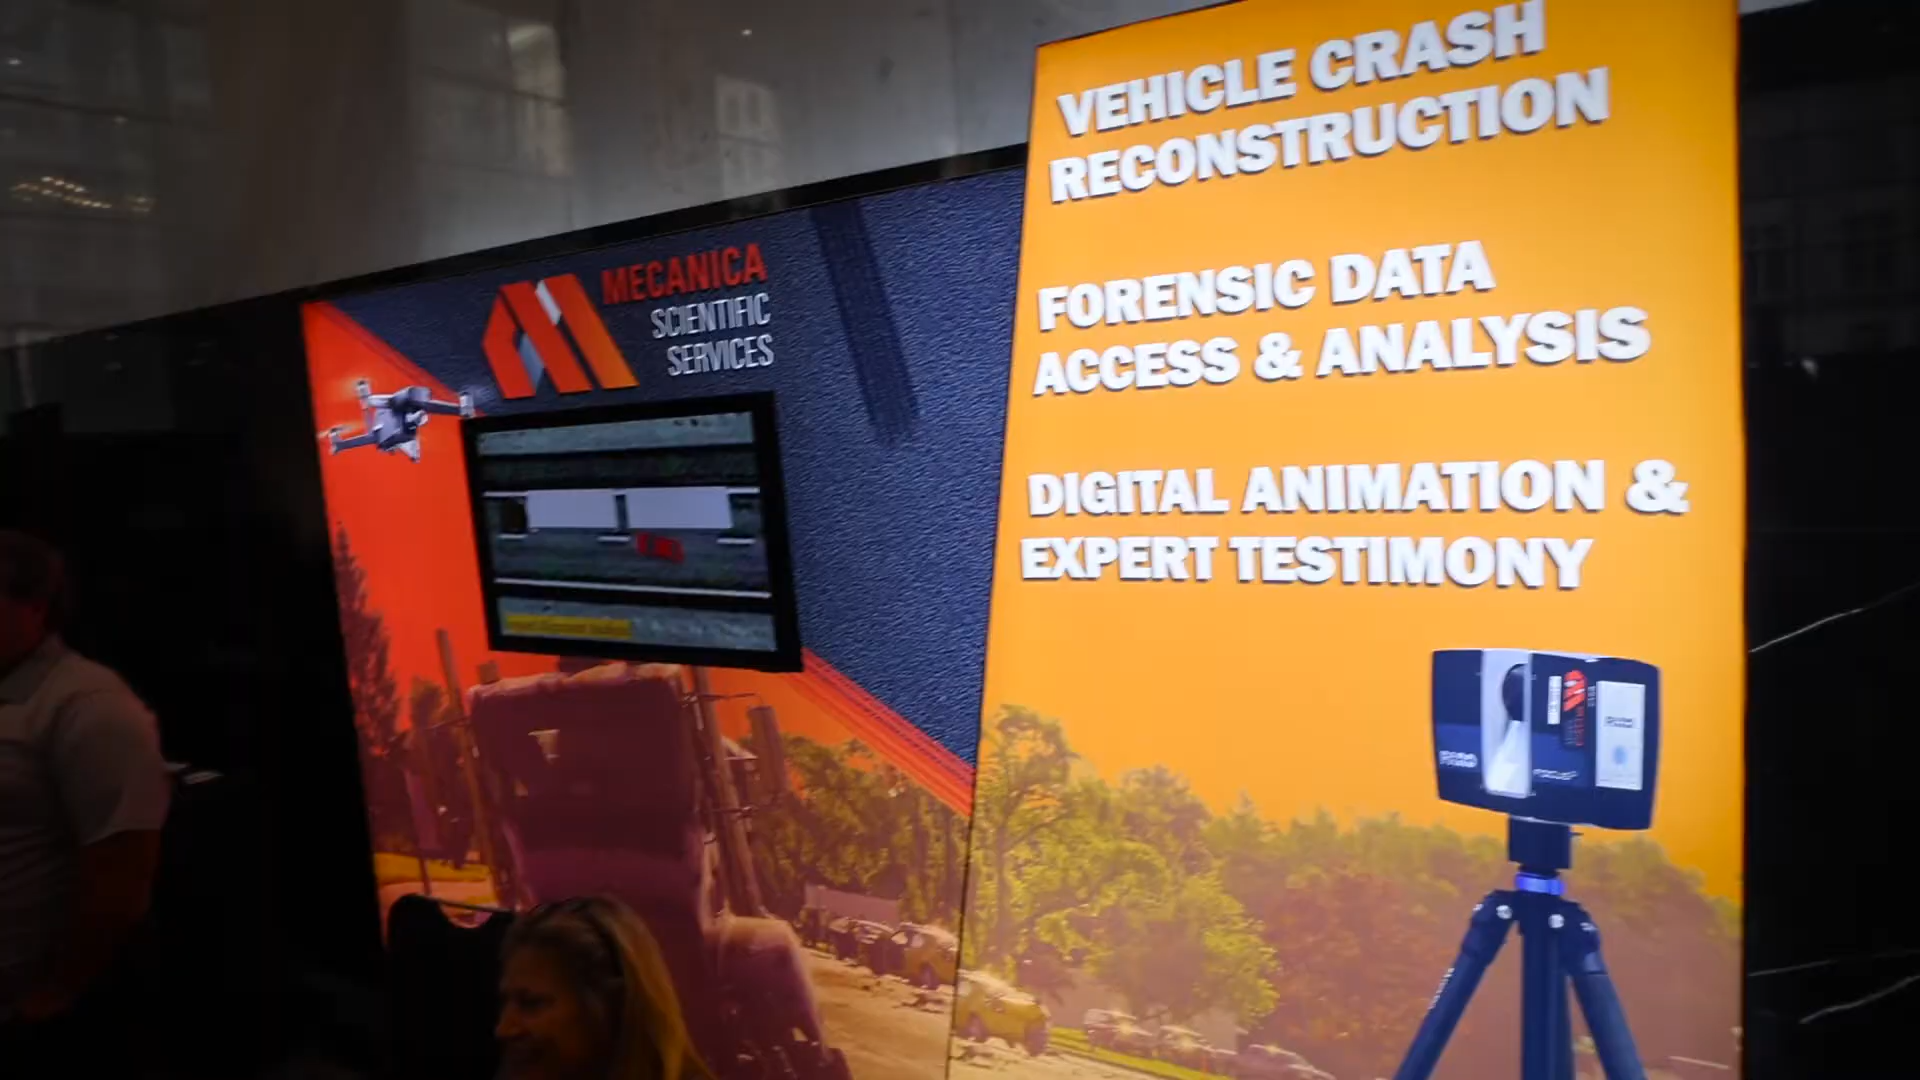 MECANICA
SCIENTIFIC
SERVICES
VEHICLE CRASH
RECONSTRUCTION
FORENSIC DATA
ACCESS & ANALYSIS
DIGITAL ANIMATION &
EXPERT TESTIMONY